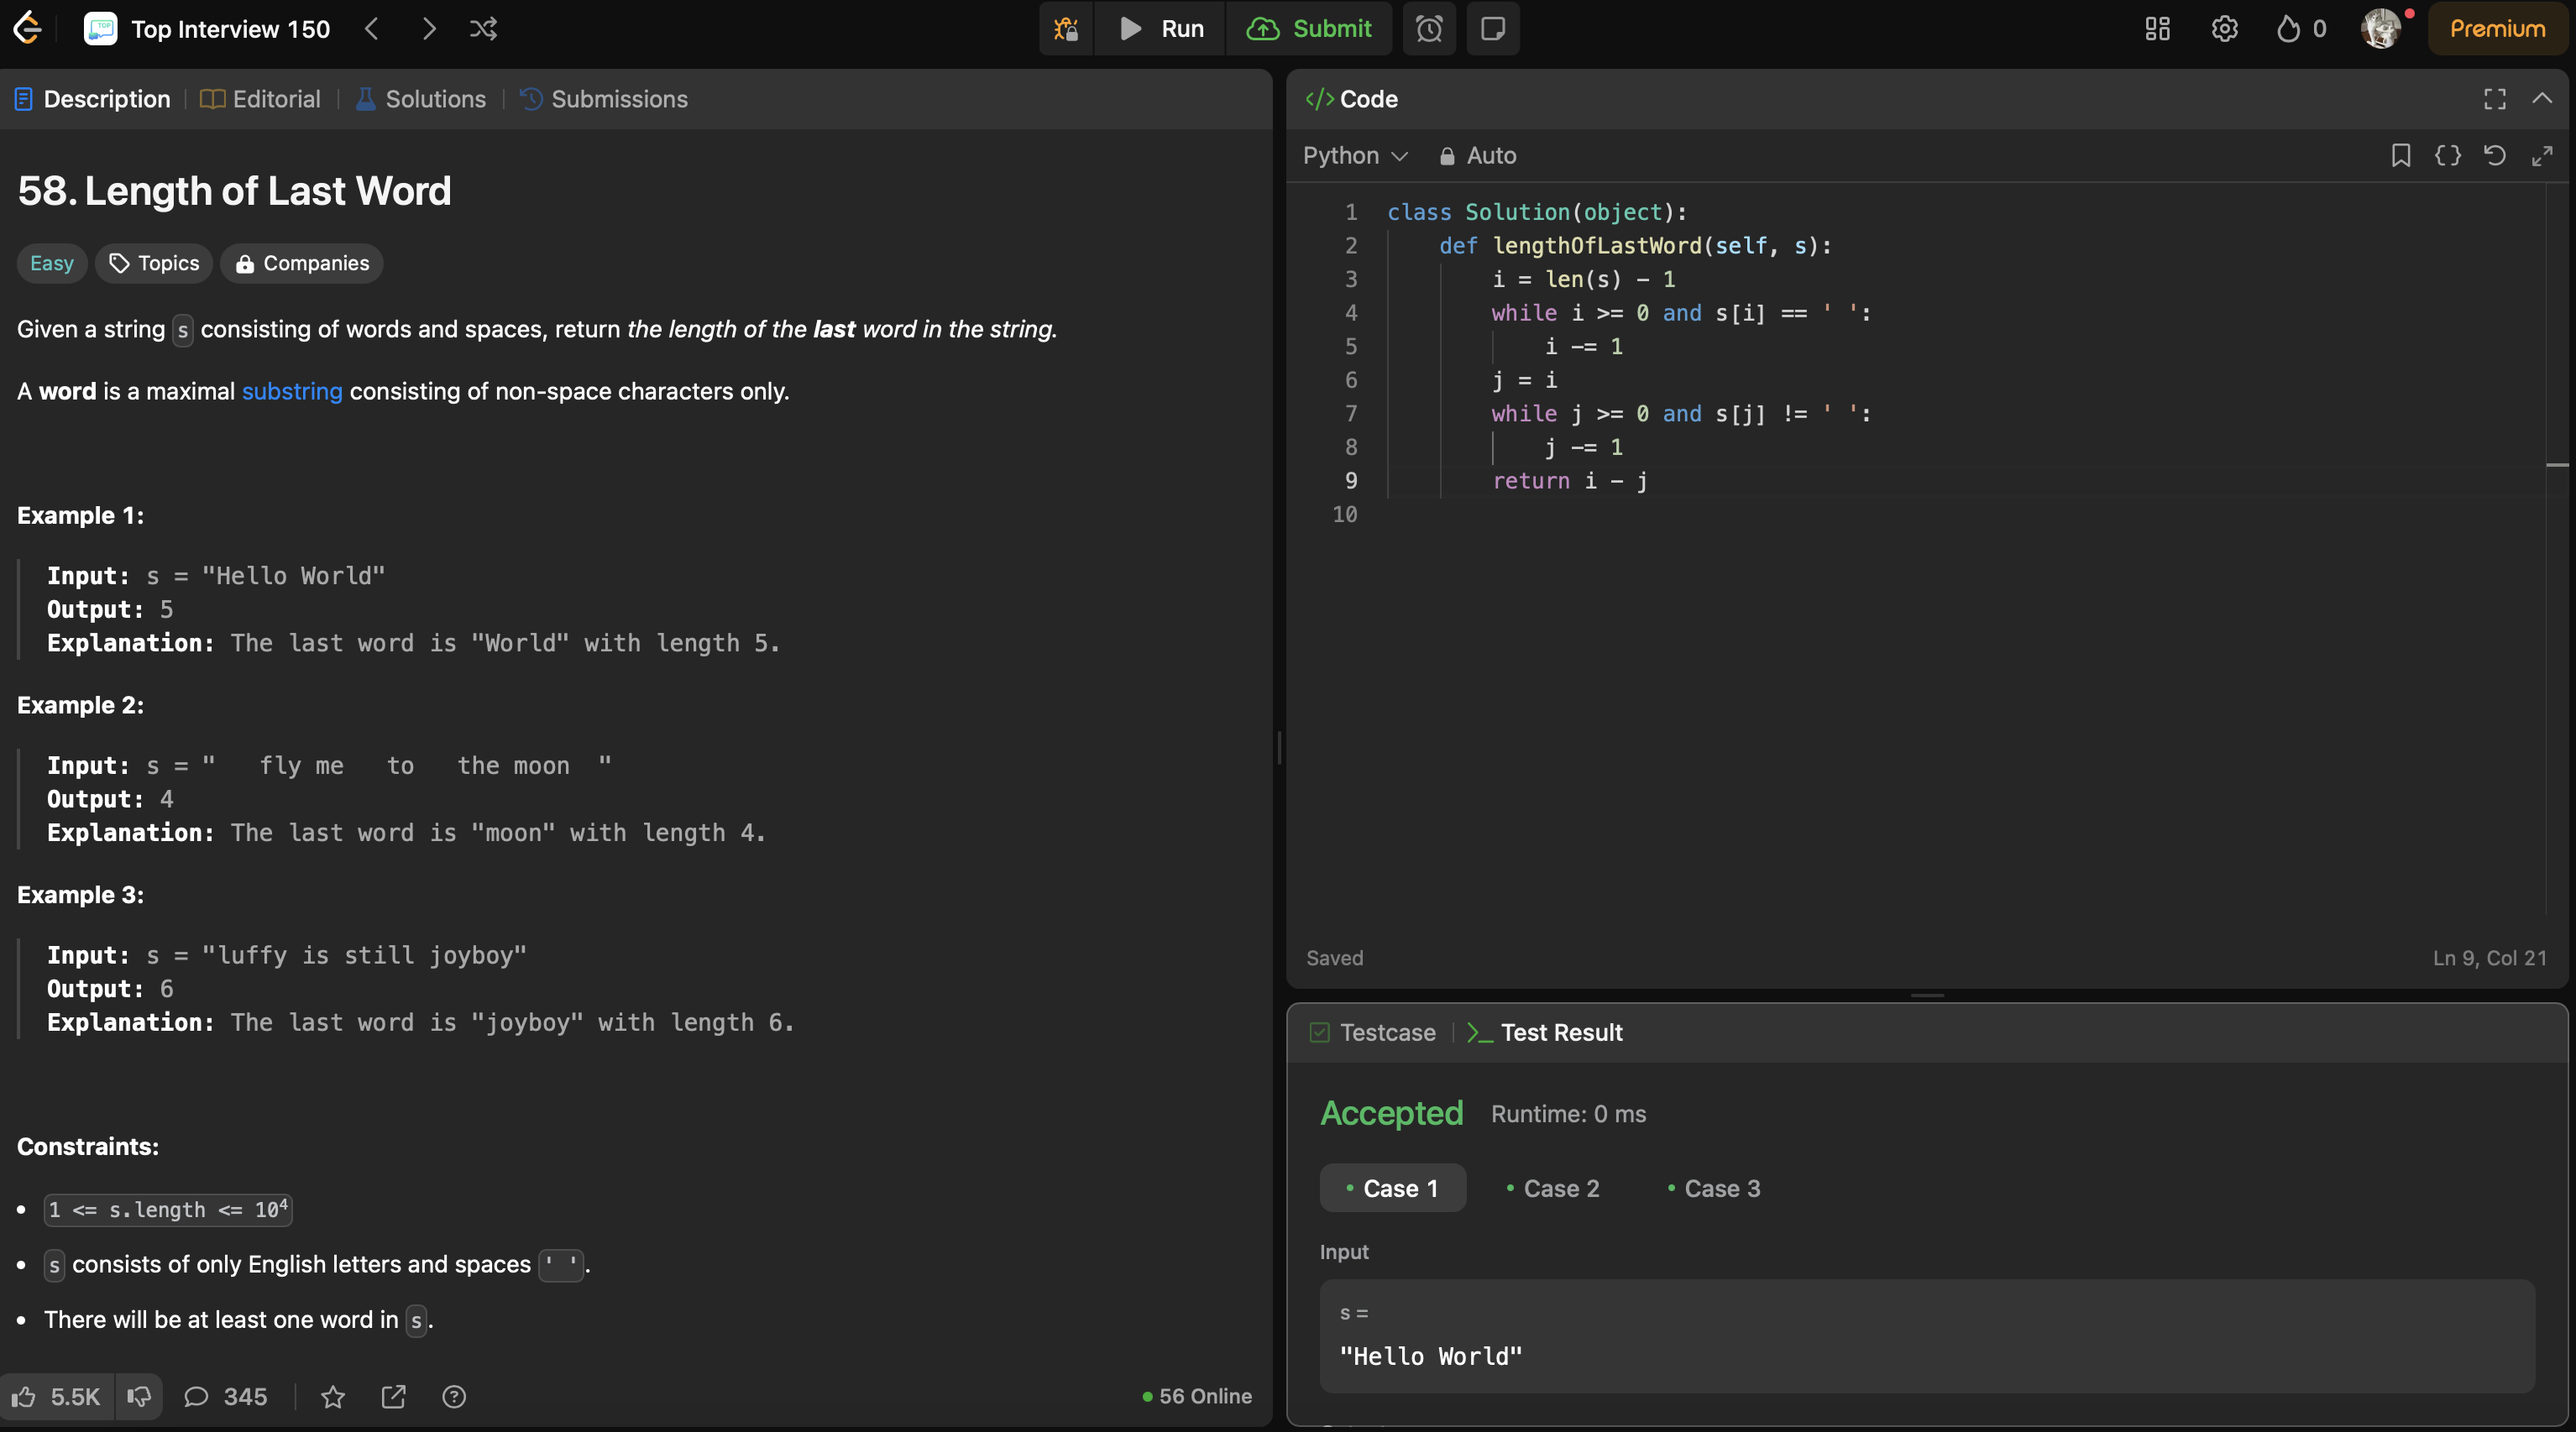 Top Interview 150
Run
Submit
0
Premium
Description
Editorial
Solutions
Submissions
58. Length of Last Word
Easy
Topics
Companies
Given a string s consisting of words and spaces, return the length of the last word in the string.
A word is a maximal substring consisting of non-space characters only.
Example 1:
Input: s = "Hello World"
Output: 5
Explanation: The last word is "World" with length 5.
Example 2:
Input: s = "   fly me   to   the moon  "
Output: 4
Explanation: The last word is "moon" with length 4.
Example 3:
Input: s = "luffy is still joyboy"
Output: 6
Explanation: The last word is "joyboy" with length 6.
Constraints:
• 1 <= s.length <= 10⁴
• s consists of only English letters and spaces ' '.
• There will be at least one word in s.
5.5K
345
56 Online
</> Code
Python
Auto
1 class Solution(object):
2     def lengthOfLastWord(self, s):
3         i = len(s) - 1
4         while i >= 0 and s[i] == ' ':
5             i -= 1
6         j = i
7         while j >= 0 and s[j] != ' ':
8             j -= 1
9         return i - j
10
Saved
Ln 9, Col 21
Testcase
Test Result
Accepted
Runtime: 0 ms
• Case 1
• Case 2
• Case 3
Input
s =
"Hello World"